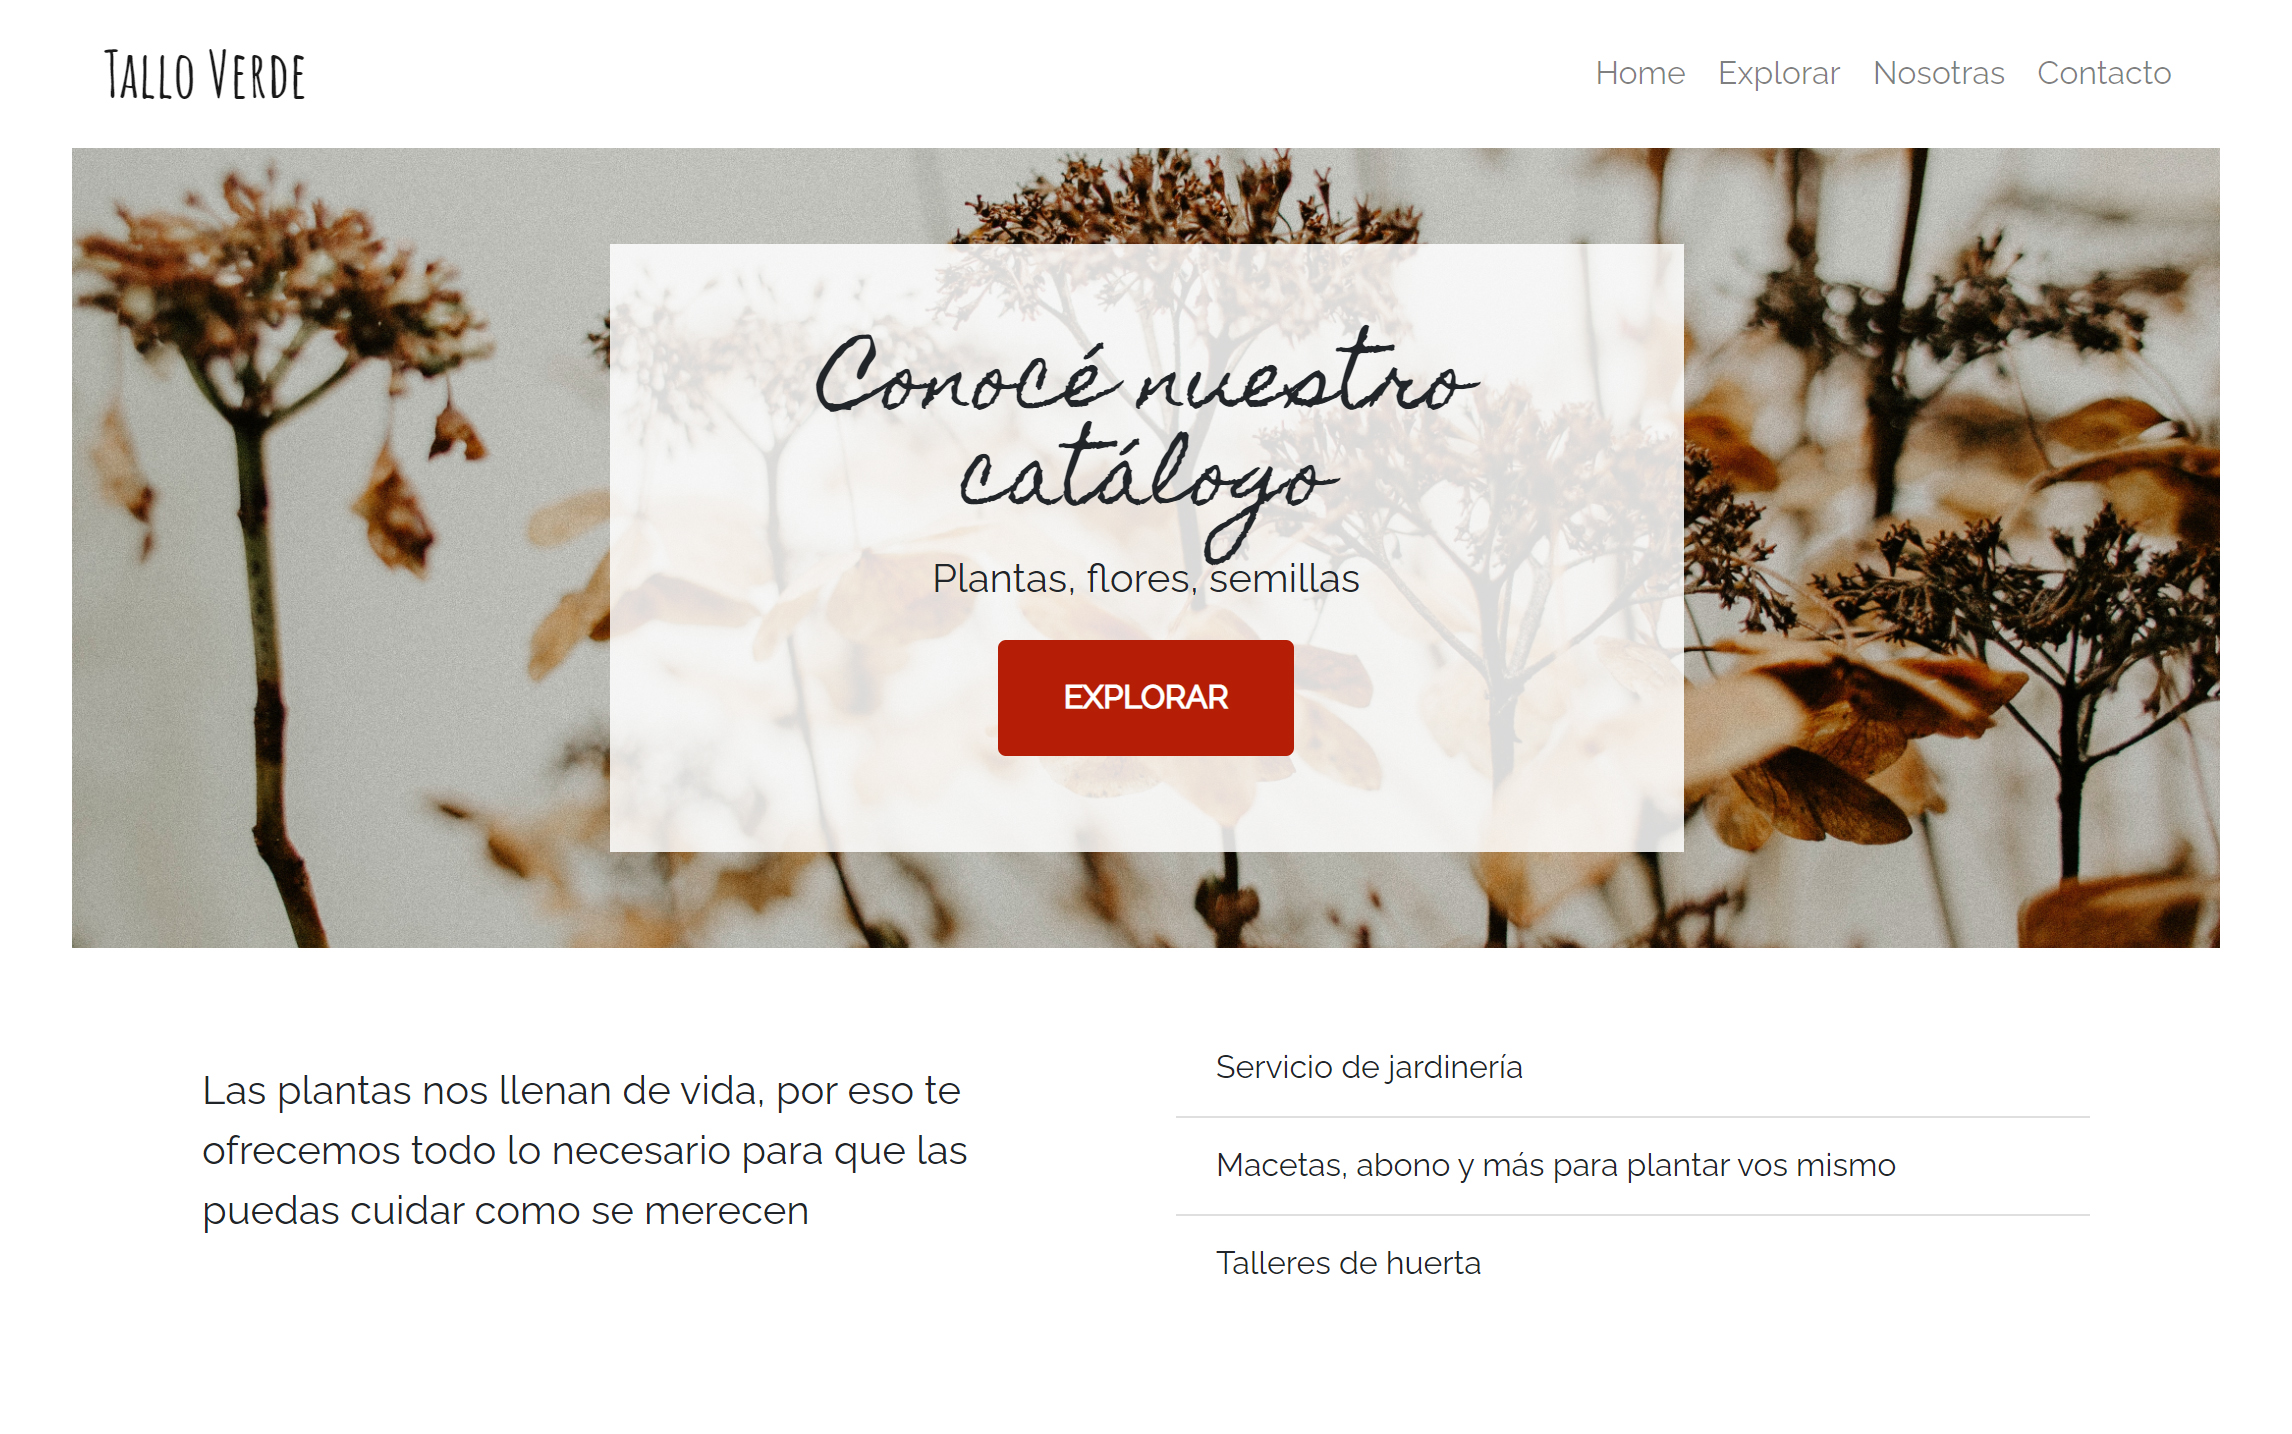 Tallo Verde
Home Explorar Nosotras Contacto
Conocé nuestro
catálogo
Plantas, flores, semillas
EXPLORAR
Las plantas nos llenan de vida, por eso te
ofrecemos todo lo necesario para que las
puedas cuidar como se merecen
Servicio de jardinería
Macetas, abono y más para plantar vos mismo
Talleres de huerta